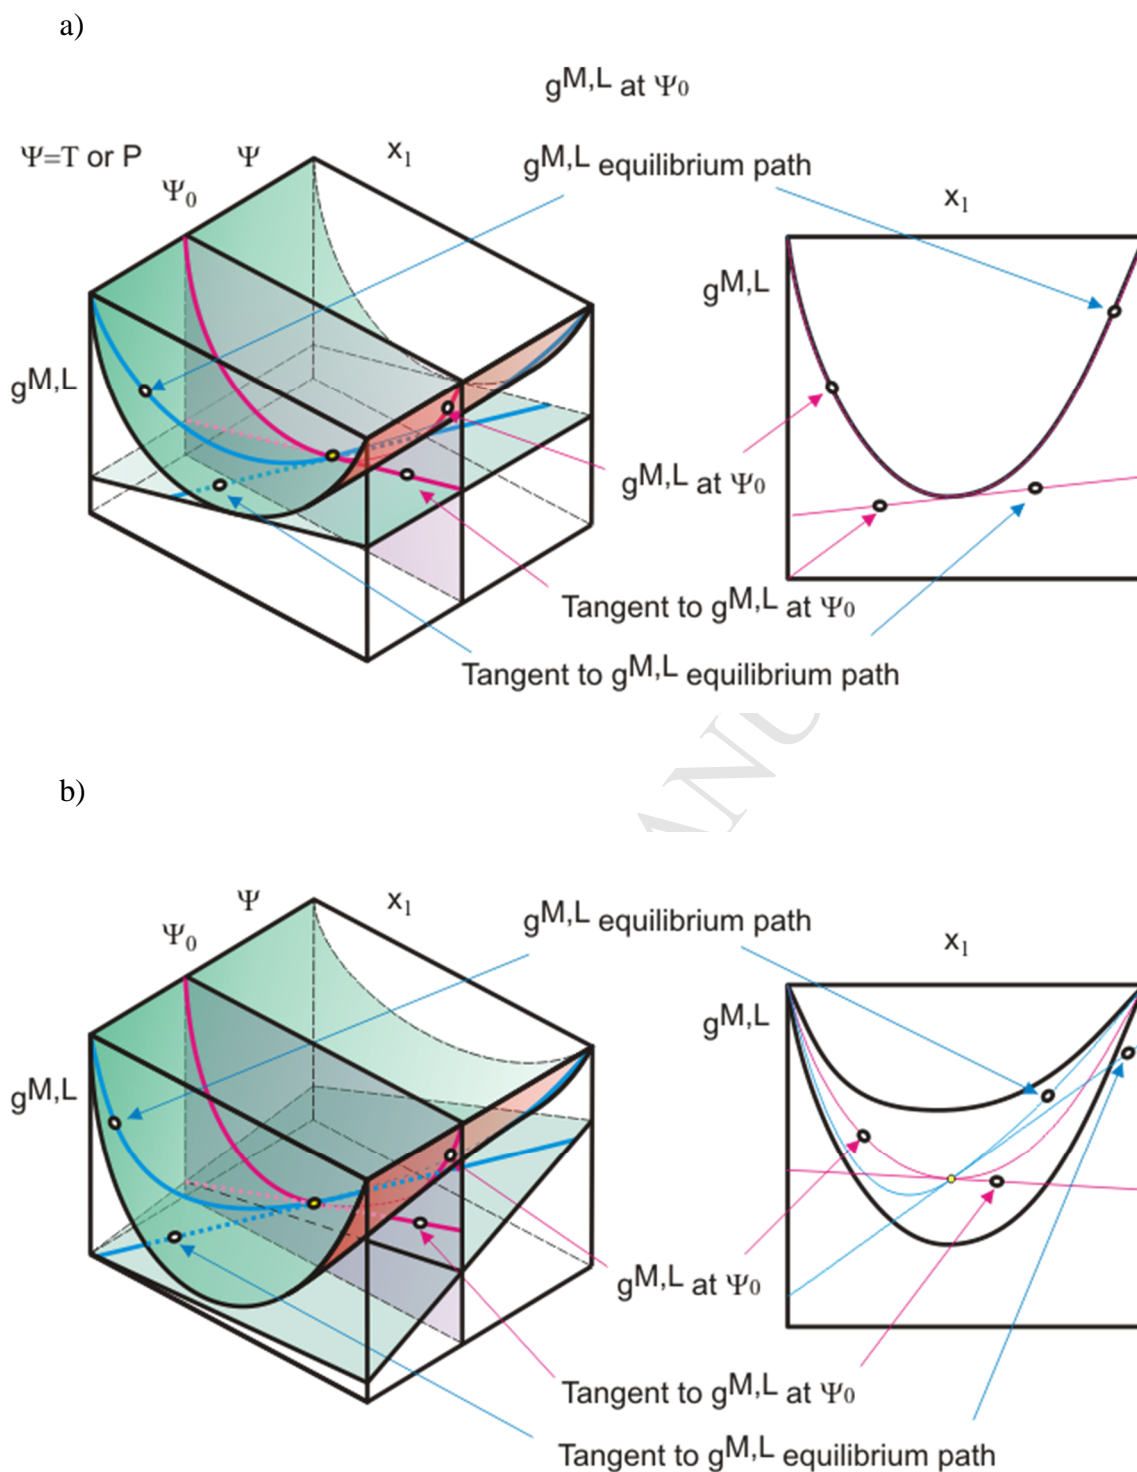 a)
gM,L at Ψ0
Ψ=T or P
Ψ
x1
gM,L equilibrium path
Ψ0
x1
gM,L
gM,L
gM,L at Ψ0
Tangent to gM,L at Ψ0
Tangent to gM,L equilibrium path
b)
Ψ
x1
gM,L equilibrium path
Ψ0
x1
gM,L
gM,L
gM,L at Ψ0
Tangent to gM,L at Ψ0
Tangent to gM,L equilibrium path